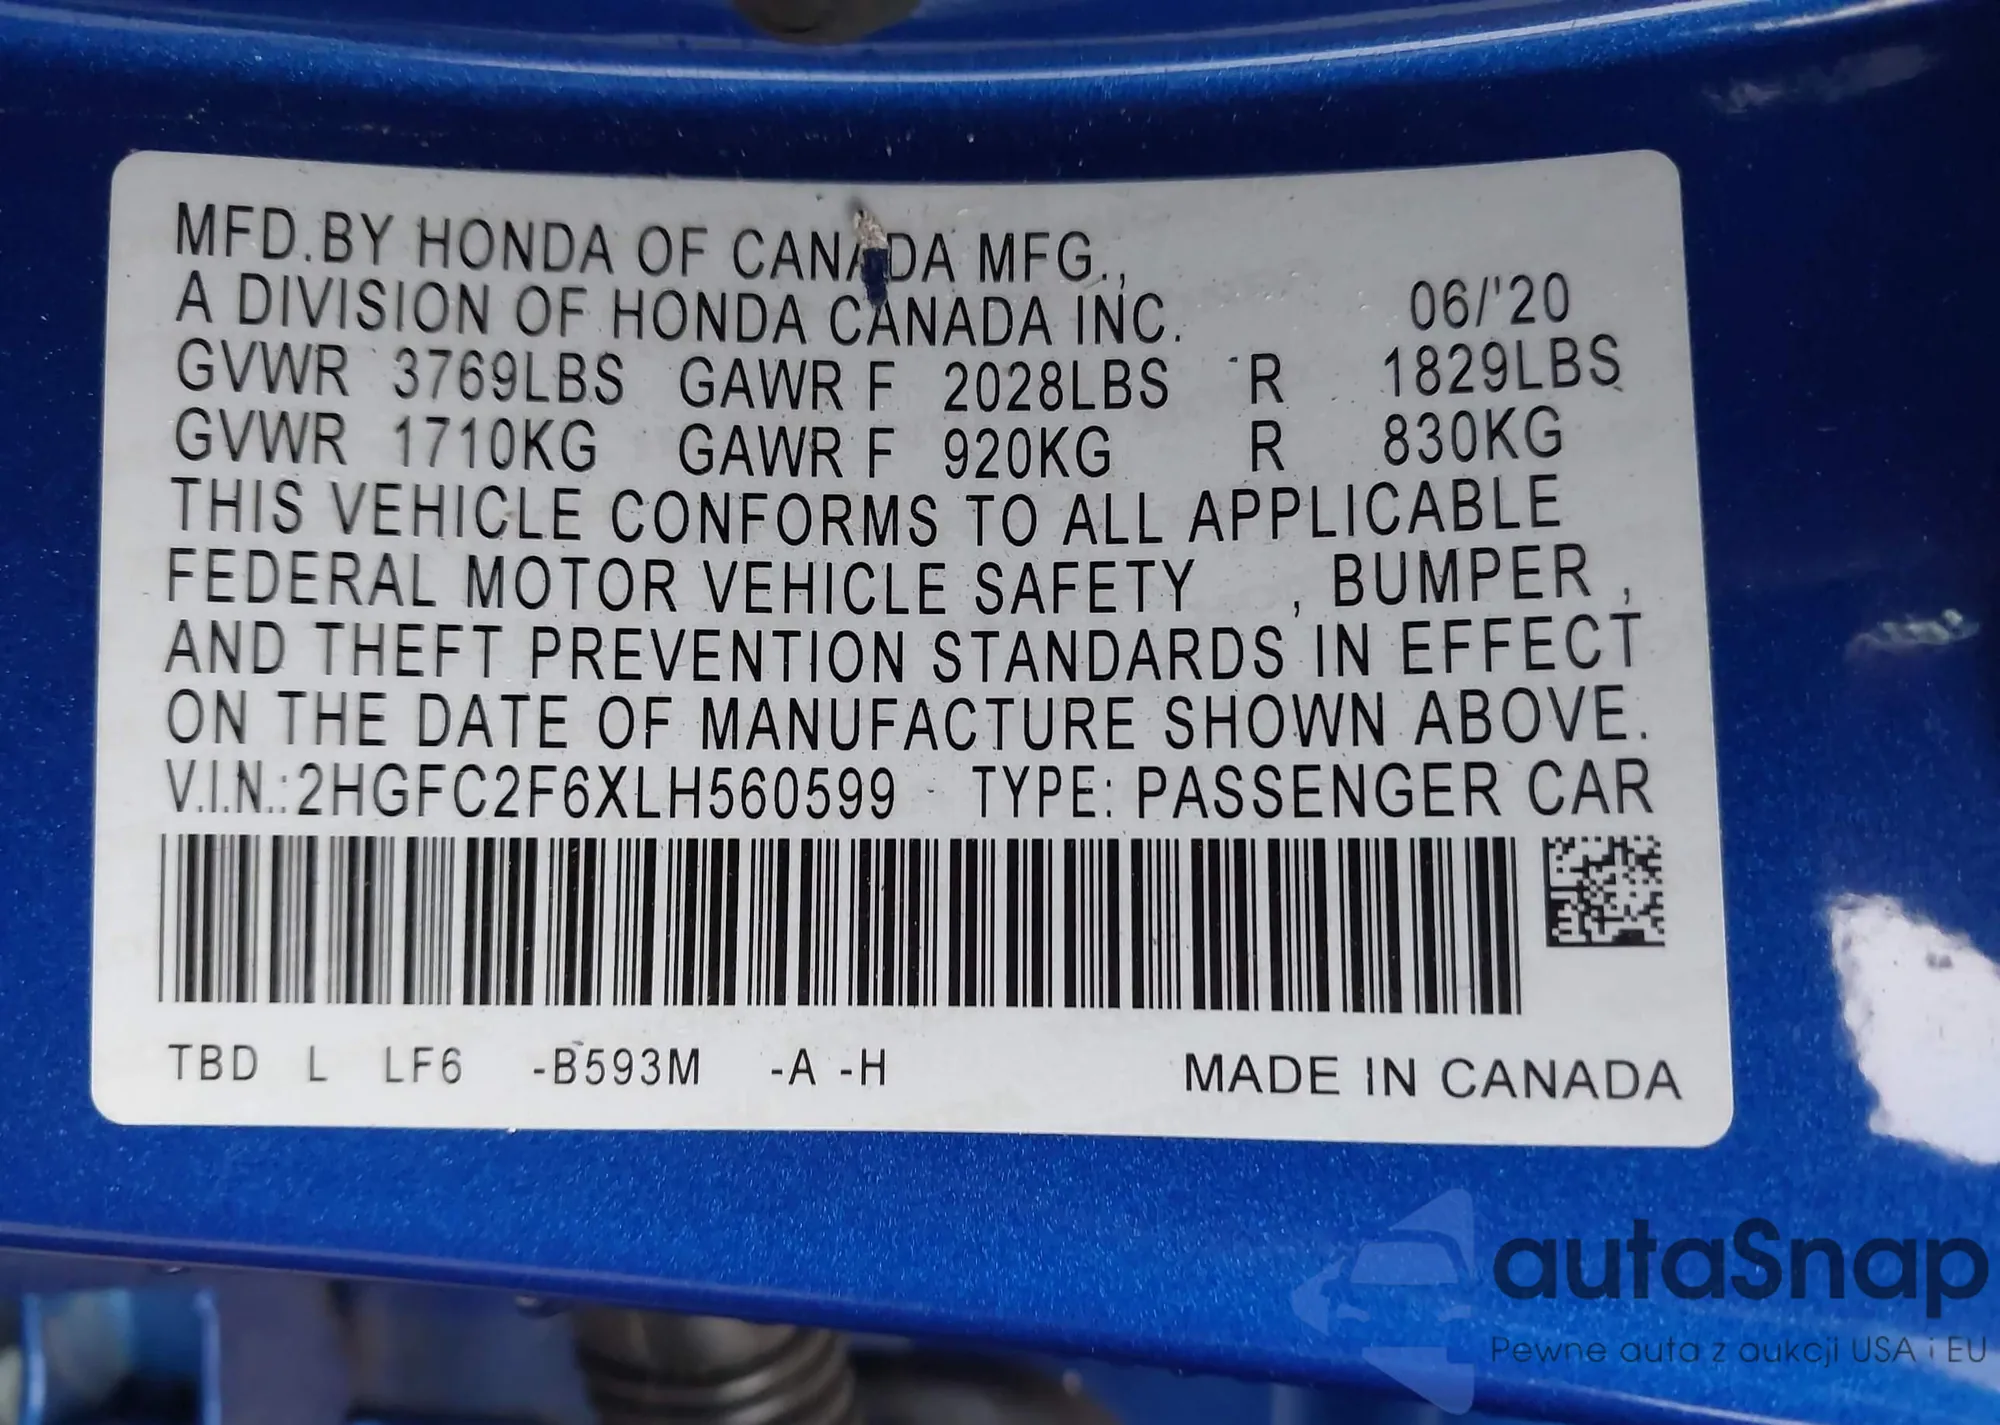 MFD.BY HONDA OF CANADA MFG.,
A DIVISION OF HONDA CANADA INC. 06/'20
GVWR 3769LBS GAWR F 2028LBS R 1829LBS
GVWR 1710KG GAWR F 920KG R 830KG
THIS VEHICLE CONFORMS TO ALL APPLICABLE
FEDERAL MOTOR VEHICLE SAFETY , BUMPER ,
AND THEFT PREVENTION STANDARDS IN EFFECT
ON THE DATE OF MANUFACTURE SHOWN ABOVE.
V.I.N.:2HGFC2F6XLH560599 TYPE: PASSENGER CAR
TBD L LF6 -B593M -A -H MADE IN CANADA
autaSnap
Pewne auta z aukcji USA i EU